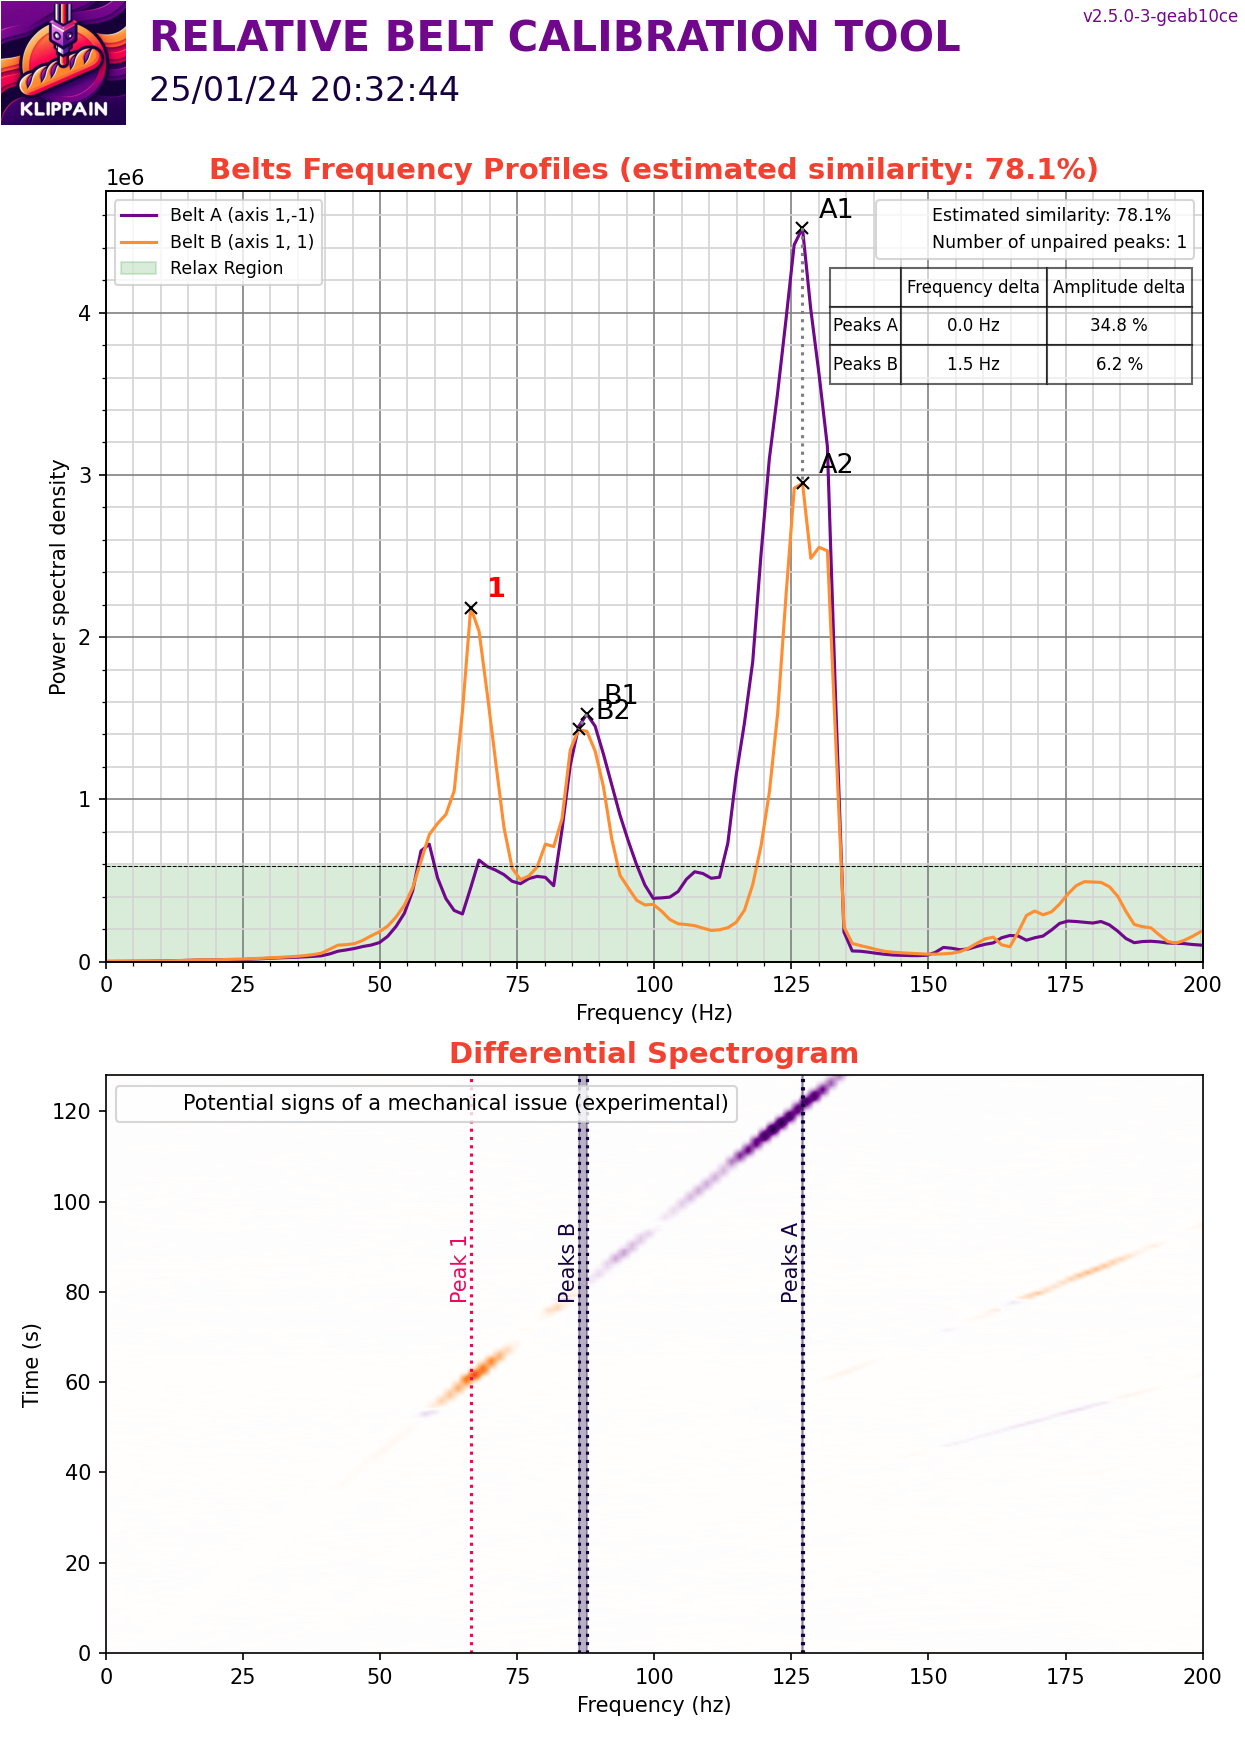 v2.5.0-3-geab10ce
RELATIVE BELT CALIBRATION TOOL
25/01/24 20:32:44
KLIPPAIN
Belts Frequency Profiles (estimated similarity: 78.1%)
1e6
Belt A (axis 1,-1)
Belt B (axis 1, 1)
Relax Region
Estimated similarity: 78.1%
Number of unpaired peaks: 1
Frequency delta Amplitude delta
Peaks A 0.0 Hz 34.8 %
Peaks B 1.5 Hz 6.2 %
A1
A2
1
B1
B2
Power spectral density
4
3
2
1
0
0 25 50 75 100 125 150 175 200
Frequency (Hz)
Differential Spectrogram
Potential signs of a mechanical issue (experimental)
Peak 1
Peaks B
Peaks A
Time (s)
120
100
80
60
40
20
0
0 25 50 75 100 125 150 175 200
Frequency (hz)